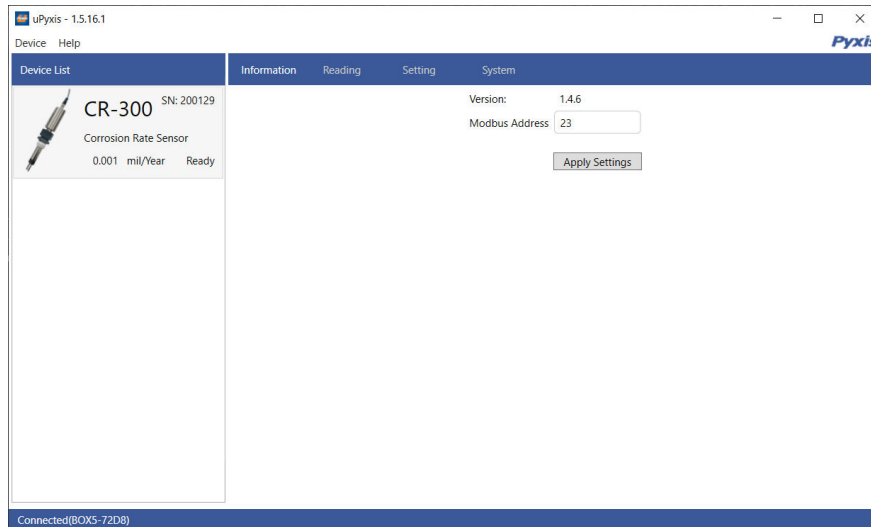 uPyxis - 1.5.16.1
Device Help
Pyxis
Device List
Information Reading Setting System
CR-300 SN: 200129
Corrosion Rate Sensor
0.001 mil/Year Ready
Version: 1.4.6
Modbus Address 23
Apply Settings
Connected(BOX5-72D8)